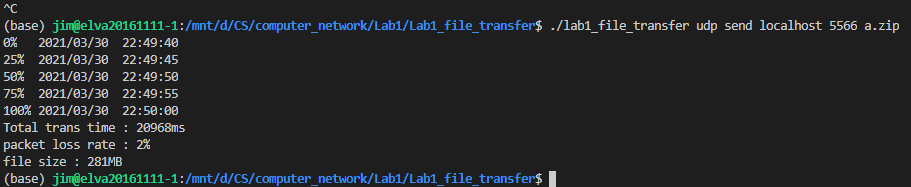 ^C
(base) jim@elva20161111-1:/mnt/d/CS/computer_network/Lab1/Lab1_file_transfer$ ./lab1_file_transfer udp send localhost 5566 a.zip
0% 2021/03/30 22:49:40
25% 2021/03/30 22:49:45
50% 2021/03/30 22:49:50
75% 2021/03/30 22:49:55
100% 2021/03/30 22:50:00
Total trans time : 20968ms
packet loss rate : 2%
file size : 281MB
(base) jim@elva20161111-1:/mnt/d/CS/computer_network/Lab1/Lab1_file_transfer$